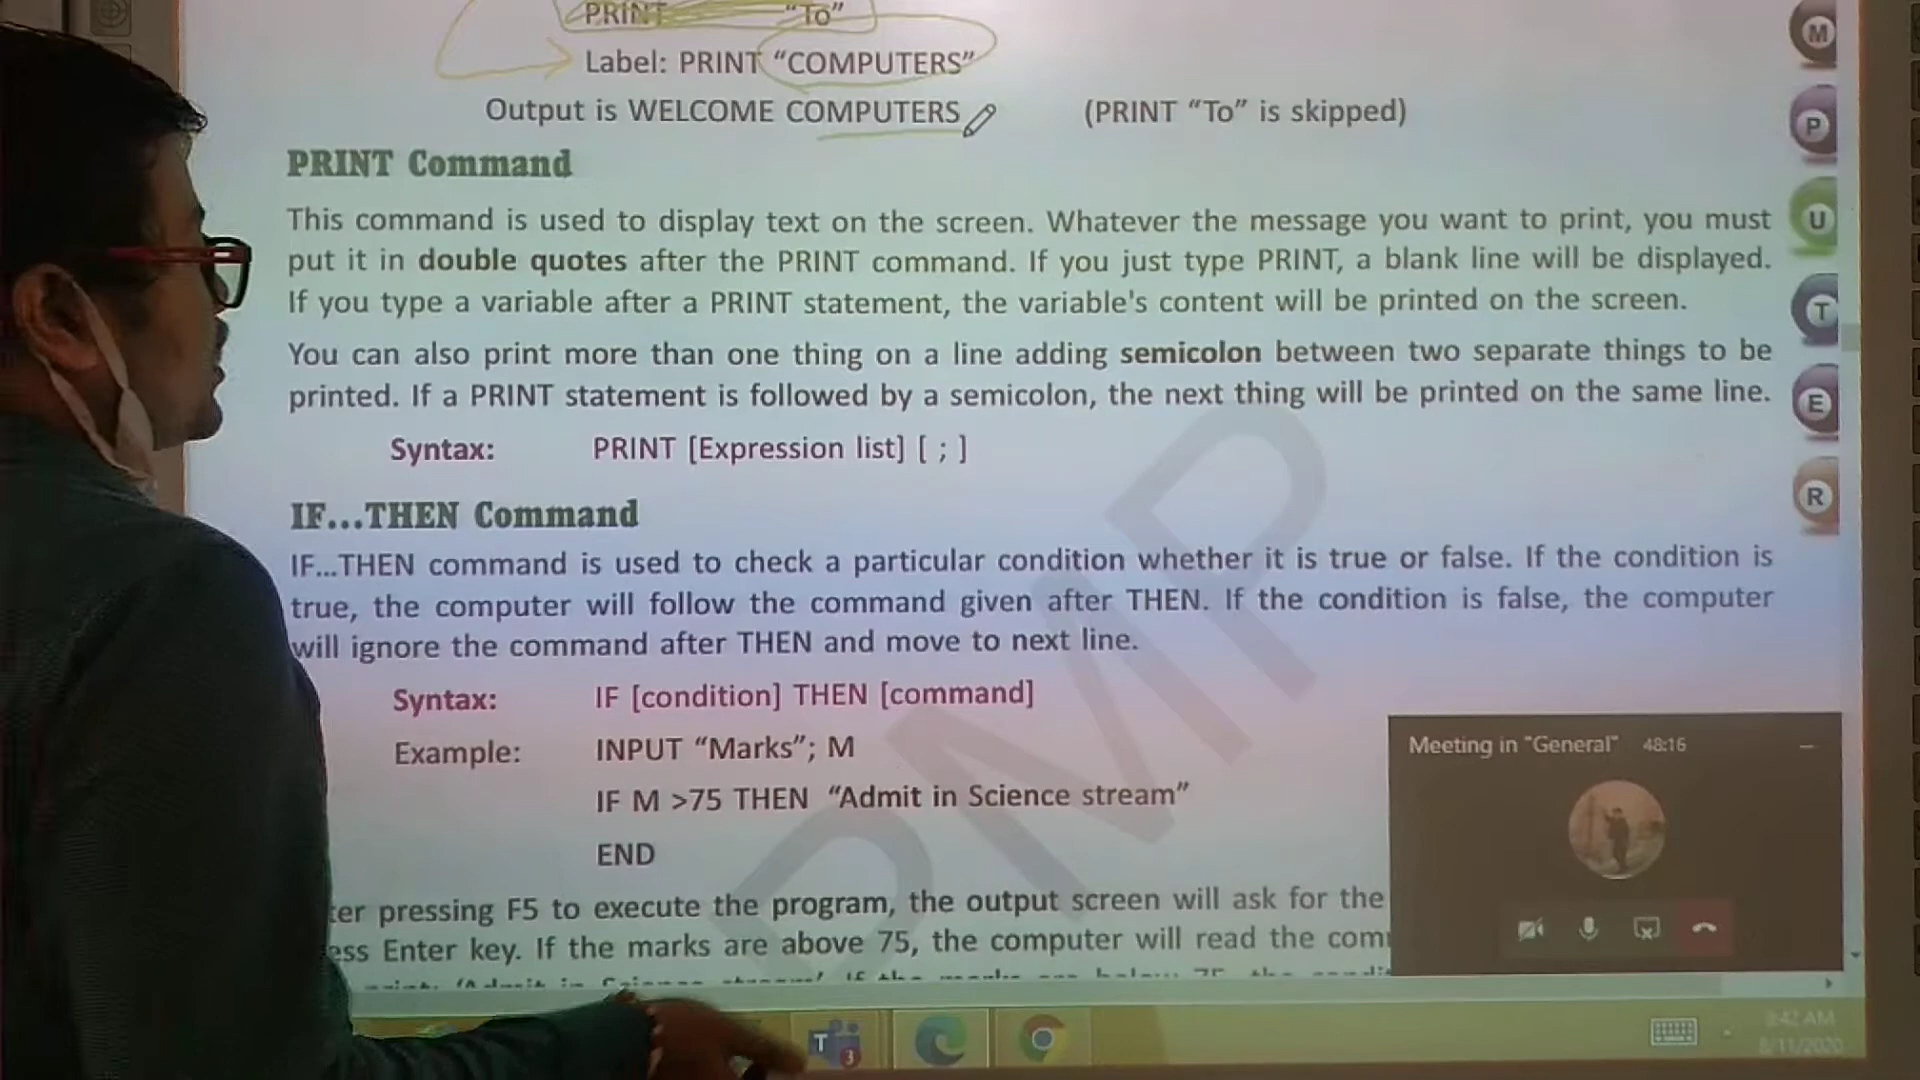 PRINT "To"
Label: PRINT "COMPUTERS"
Output is WELCOME COMPUTERS (PRINT "To" is skipped)
PRINT Command
This command is used to display text on the screen. Whatever the message you want to print, you must
put it in double quotes after the PRINT command. If you just type PRINT, a blank line will be displayed.
If you type a variable after a PRINT statement, the variable's content will be printed on the screen.
You can also print more than one thing on a line adding semicolon between two separate things to be
printed. If a PRINT statement is followed by a semicolon, the next thing will be printed on the same line.
Syntax: PRINT [Expression list] [ ; ]
IF...THEN Command
IF...THEN command is used to check a particular condition whether it is true or false. If the condition is
true, the computer will follow the command given after THEN. If the condition is false, the computer
will ignore the command after THEN and move to next line.
Syntax: IF [condition] THEN [command]
Example: INPUT "Marks"; M
IF M >75 THEN "Admit in Science stream"
END
pressing F5 to execute the program, the output screen will ask for the
Enter key. If the marks are above 75, the computer will read the
M
P
U
T
E
R
PMP
Meeting in "General" 48:16
T 3
8:42 AM
8/11/2020